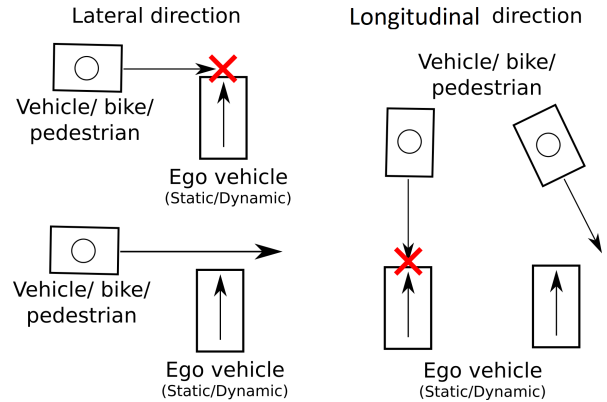 Lateral direction
Vehicle/ bike/
pedestrian
Ego vehicle
(Static/Dynamic)
Vehicle/ bike/
pedestrian
Ego vehicle
(Static/Dynamic)
Longitudinal direction
Vehicle/ bike/
pedestrian
Ego vehicle
(Static/Dynamic)